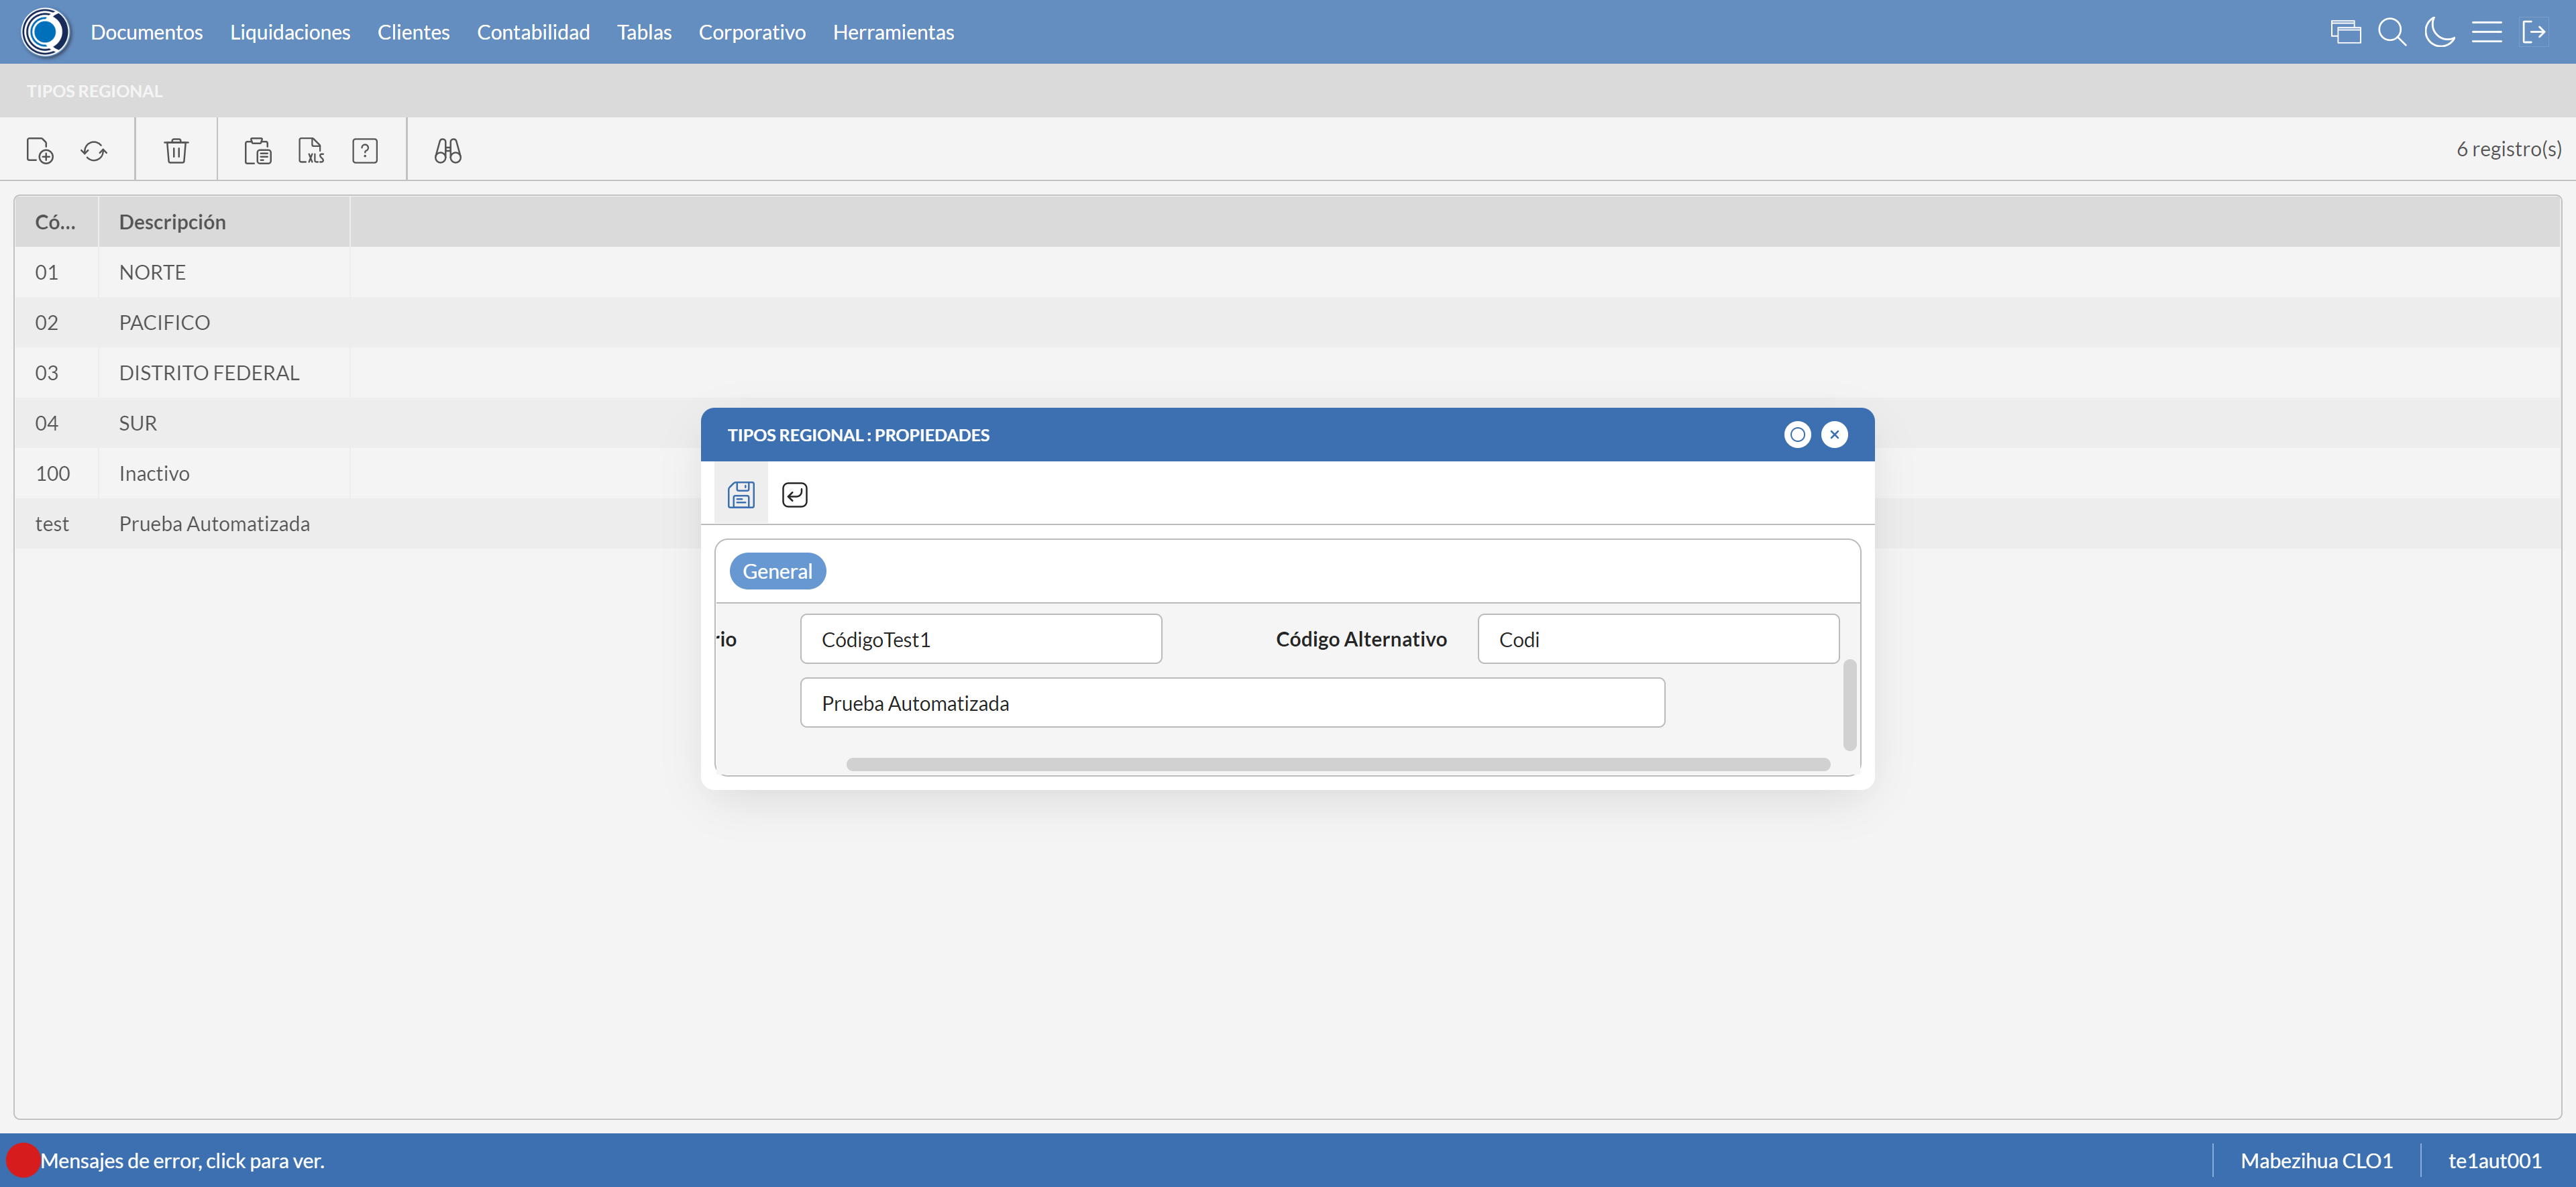 Documentos Liquidaciones Clientes Contabilidad Tablas Corporativo Herramientas
TIPOS REGIONAL
XLS ? 6 registro(s)
Có... Descripción
01 NORTE
02 PACIFICO
03 DISTRITO FEDERAL
04 SUR
100 Inactivo
test Prueba Automatizada
TIPOS REGIONAL : PROPIEDADES
General
rio CódigoTest1 Código Alternativo Codi
Prueba Automatizada
Mensajes de error, click para ver. Mabezihua CLO1 te1aut001